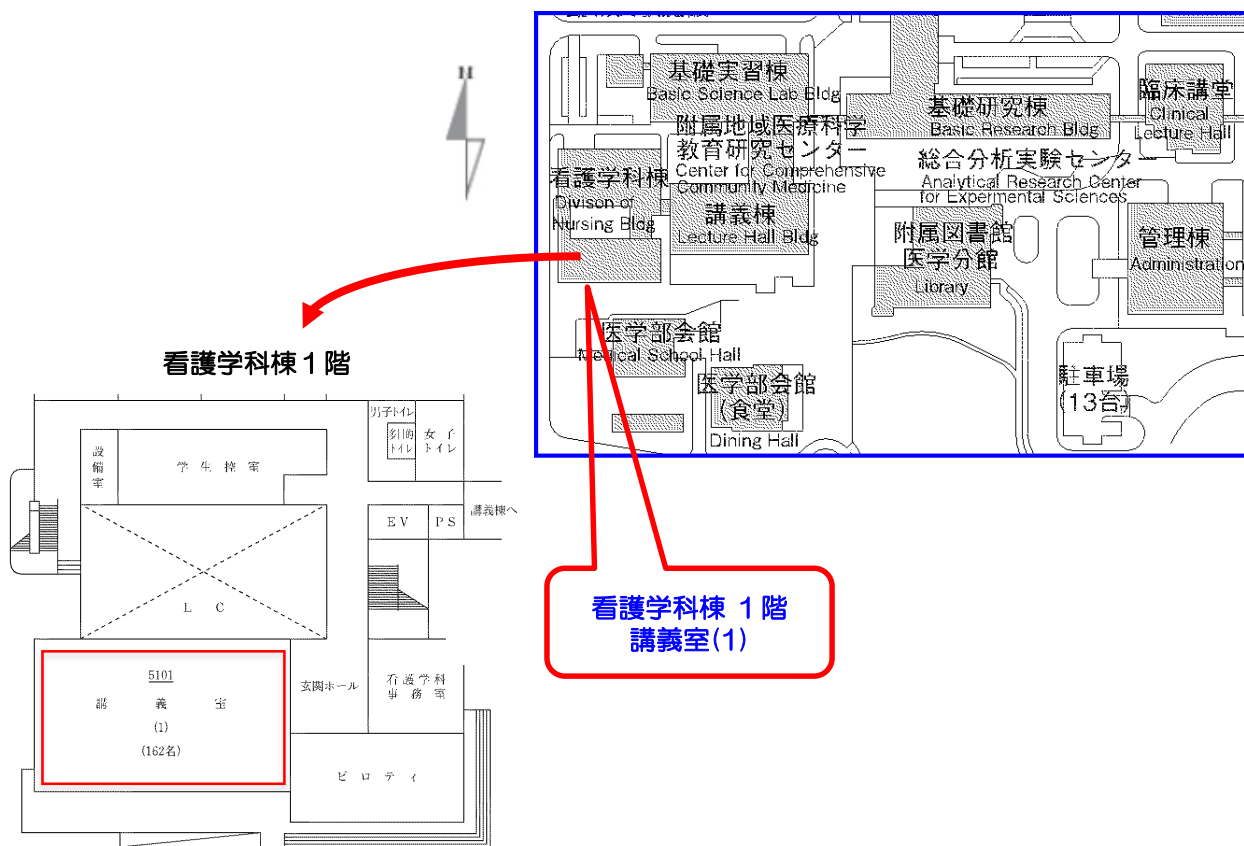 N
基礎実習棟
Basic Science Lab Bldg
附属地域医療科学
教育研究センター
Center for Comprehensive
Community Medicine
基礎研究棟
Basic Research Bldg
臨床講堂
Clinical
Lecture Hall
総合分析実験センター
Analytical Research Center
for Experimental Sciences
看護学科棟
Divison of
Nursing Bldg
講義棟
Lecture Hall Bldg
附属図書館
医学分館
Library
管理棟
Administration
医学部会館
Medical School Hall
医学部会館
(食堂)
Dining Hall
駐車場
(13台)
看護学科棟1階
設備室
学生控室
男子トイレ
多目的
トイレ
女子
トイレ
講義棟へ
EV
PS
LC
5101
講義室
(1)
(162名)
玄関ホール
看護学科
事務室
ピロティ
看護学科棟 1階
講義室(1)